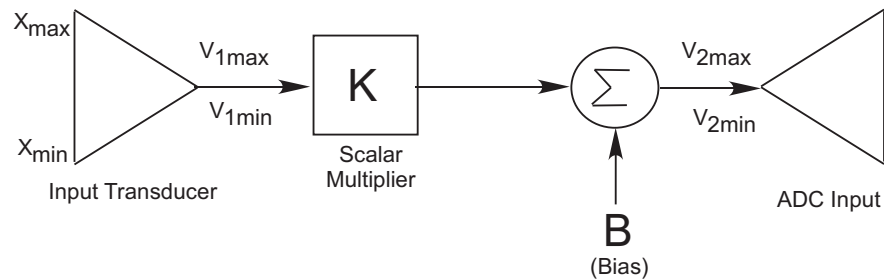 Xmax
V1max
V2max
K
Σ
V1min
V2min
Xmin
Scalar
Multiplier
Input Transducer
ADC Input
B
(Bias)